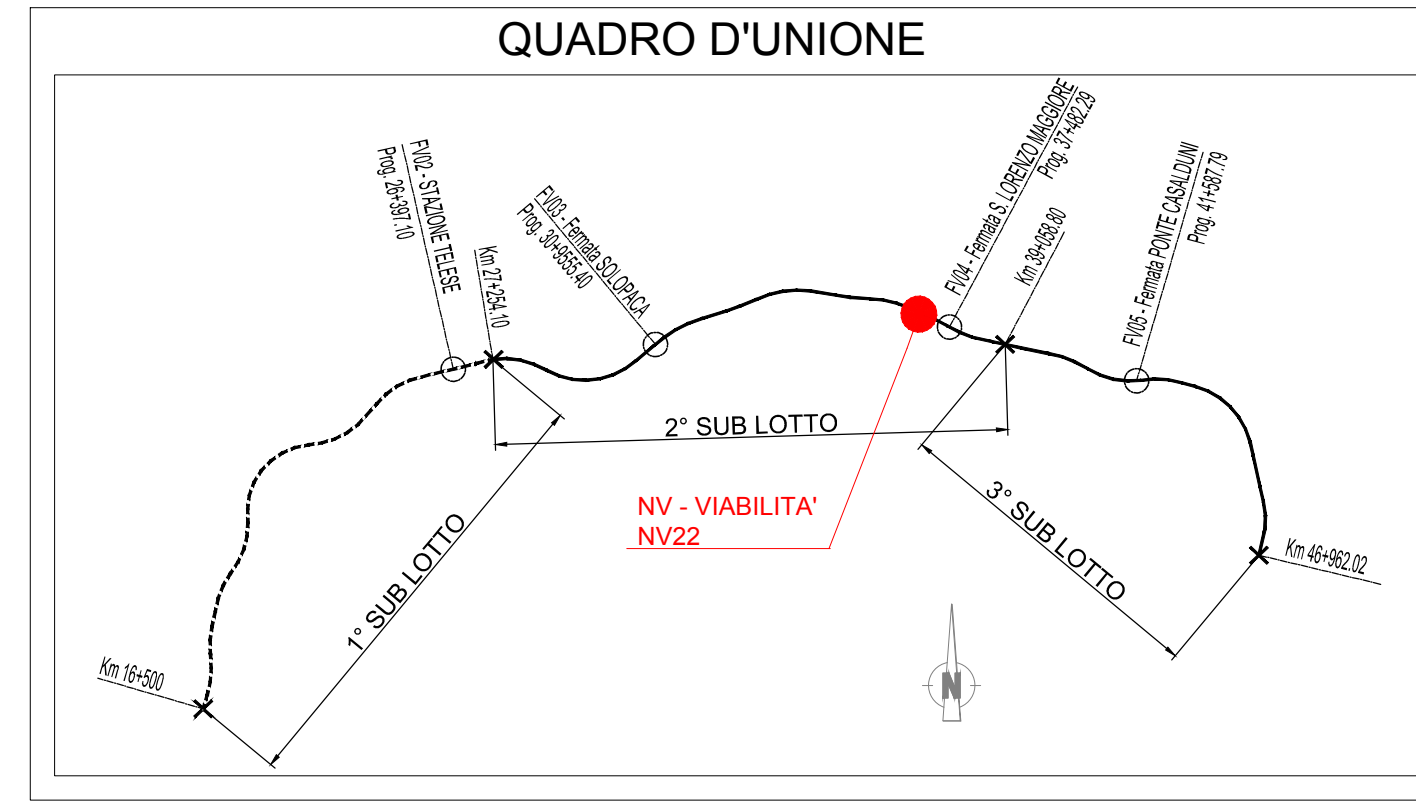 QUADRO D'UNIONE
FV02 - STAZIONE TELESE
Prog. 26+397.10
Km 27+254.10
FV03 - Fermata SOLOPACA
Prog. 30+9555.40
FV04 - Fermata S. LORENZO MAGGIORE
Prog. 37+482.29
Km 39+058.80
FV05 - Fermata PONTE CASALDUNI
Prog. 41+587.79
2° SUB LOTTO
NV - VIABILITA'
NV22
1° SUB LOTTO
3° SUB LOTTO
Km 46+962.02
Km 16+500
N